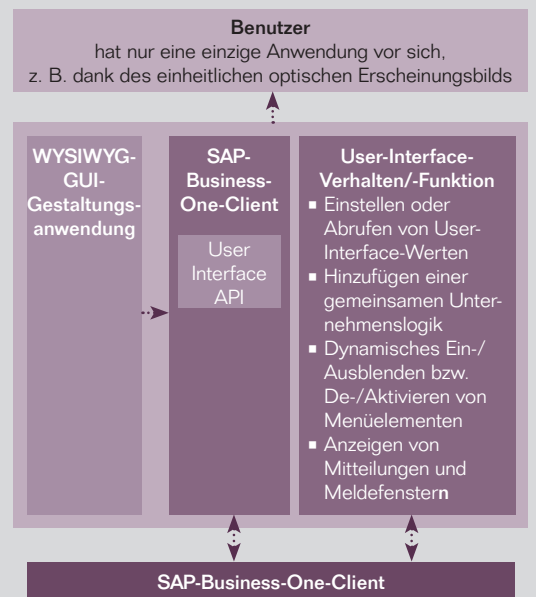 Benutzer
hat nur eine einzige Anwendung vor sich,
z. B. dank des einheitlichen optischen Erscheinungsbilds
WYSIWYG-
GUI-
Gestaltungs-
anwendung
SAP-
Business-
One-Client
User
Interface
API
User-Interface-
Verhalten/-Funktion
▪ Einstellen oder
Abrufen von User-
Interface-Werten
▪ Hinzufügen einer
gemeinsamen Unter-
nehmenslogik
▪ Dynamisches Ein-/
Ausblenden bzw.
De-/Aktivieren von
Menüelementen
▪ Anzeigen von
Mitteilungen und
Meldefenstern
SAP-Business-One-Client